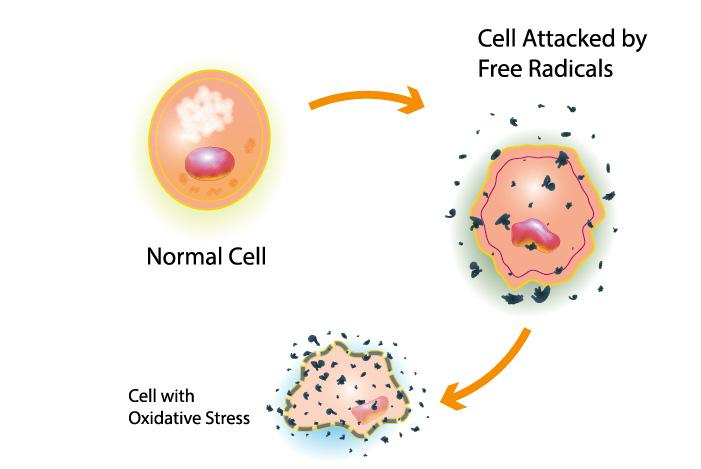 Cell Attacked by
Free Radicals
Normal Cell
Cell with
Oxidative Stress